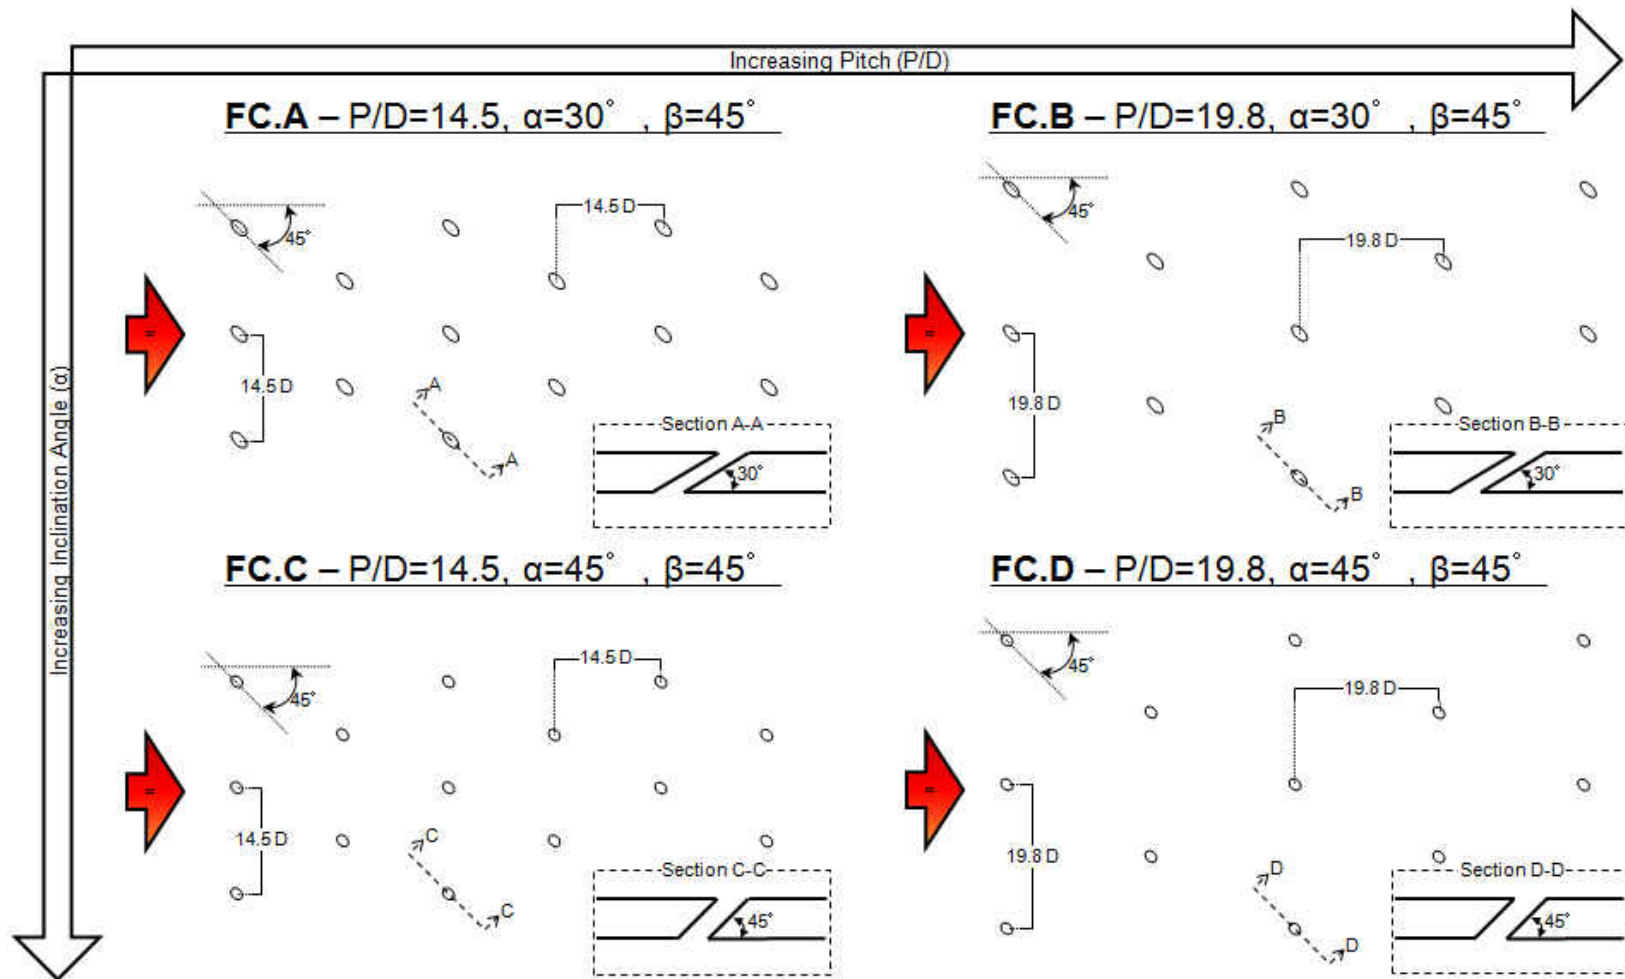 Increasing Pitch (P/D)
Increasing Inclination Angle (α)
FC.A – P/D=14.5, α=30° , β=45°
45°
14.5 D
14.5 D
A
A
Section A-A
30°
FC.B – P/D=19.8, α=30° , β=45°
45°
19.8 D
19.8 D
B
B
Section B-B
30°
FC.C – P/D=14.5, α=45° , β=45°
45°
14.5 D
14.5 D
C
C
Section C-C
45°
FC.D – P/D=19.8, α=45° , β=45°
45°
19.8 D
19.8 D
D
D
Section D-D
45°